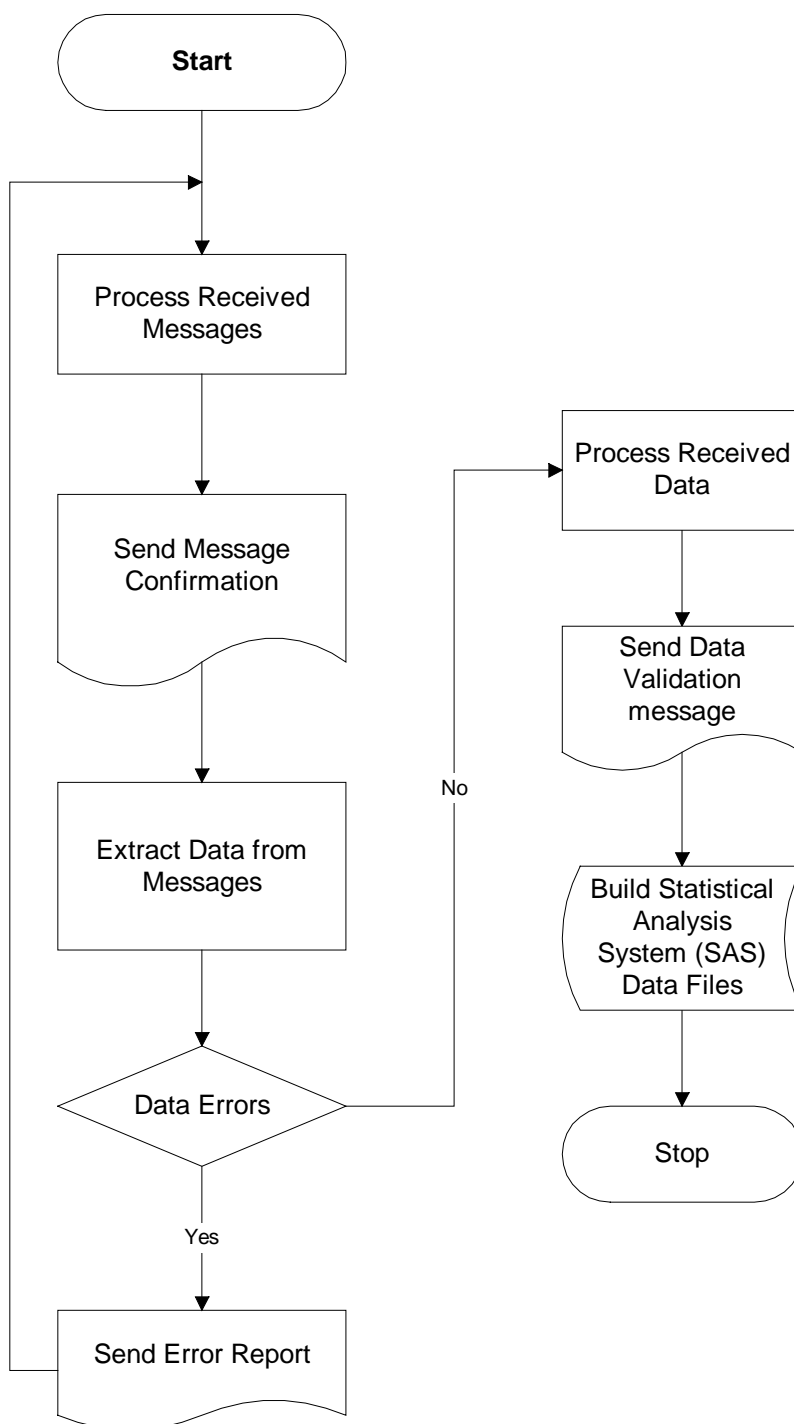 Start
Process Received
Messages
Send Message
Confirmation
Extract Data from
Messages
Data Errors
Yes
Send Error Report
No
Process Received
Data
Send Data
Validation
message
Build Statistical
Analysis
System (SAS)
Data Files
Stop